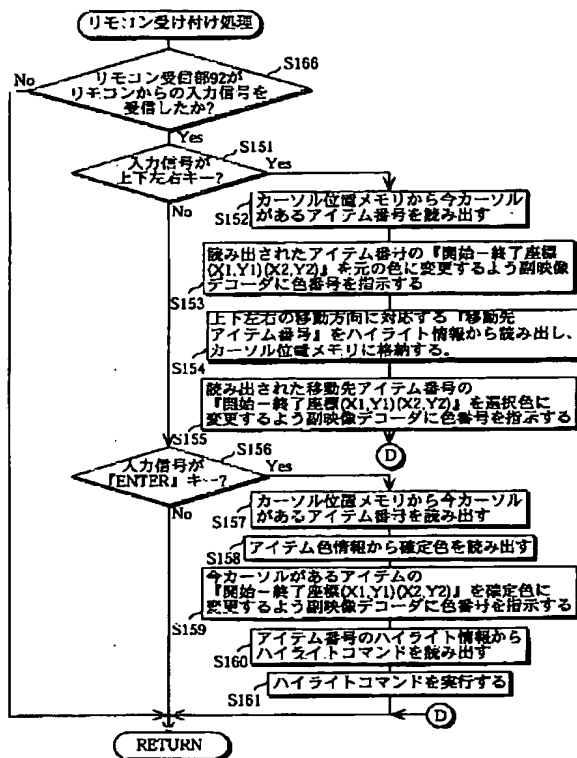 リモコン受け付け処理
S166
No
リモコン受信部92が
リモコンからの入力信号を
受信したか?
Yes
S151
入力信号が
上下左右キー?
Yes
No
カーソル位置メモリから今カーソル
があるアイテム番号を読み出す
S152
読み出されたアイテム番号の『開始-終了座標
(X1,Y1)(X2,Y2)』を元の色に変更するよう副映像
デコーダに色番号を指示する
S153
上下左右の移動方向に対応する『移動先
アイテム番号』をハイライト情報から読み出し、
カーソル位置メモリに格納する。
S154
読み出された移動先アイテム番号の
『開始-終了座標(X1,Y1)(X2,Y2)』を選択色に
変更するよう副映像デコーダに色番号を指示する
S155
D
S156
入力信号が
『ENTER』キー?
Yes
No
カーソル位置メモリから今カーソル
があるアイテム番号を読み出す
S157
アイテム色情報から確定色を読み出す
S158
今カーソルがあるアイテムの
『開始-終了座標(X1,Y1)(X2,Y2)』を確定色に
変更するよう副映像デコーダに色番号を指示する
S159
アイテム番号のハイライト情報から
ハイライトコマンドを読み出す
S160
ハイライトコマンドを実行する
S161
D
RETURN